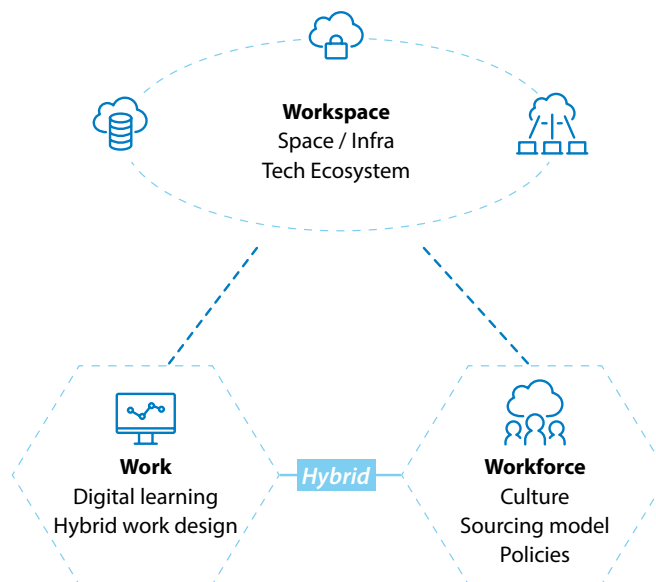 Workspace
Space / Infra
Tech Ecosystem
Work
Digital learning
Hybrid work design
Hybrid
Workforce
Culture
Sourcing model
Policies